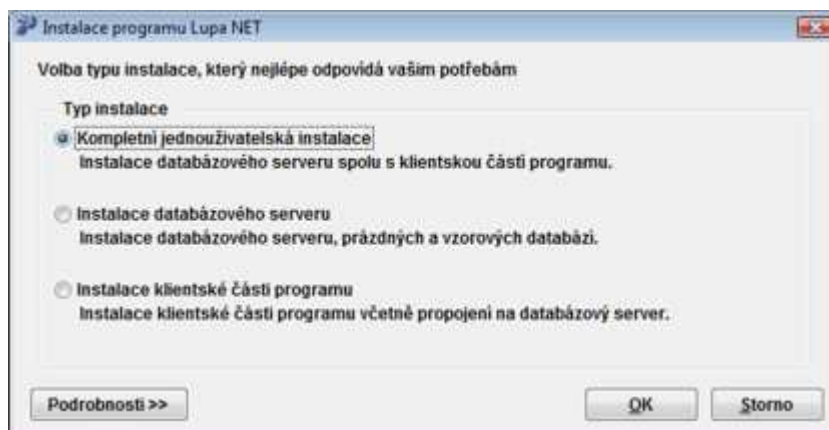 Instalace programu Lupa NET
Volba typu instalace, který nejlépe odpovídá vašim potřebám
Typ instalace
Kompletní jednouživatelská instalace
Instalace databázového serveru spolu s klientskou částí programu.
Instalace databázového serveru
Instalace databázového serveru, prázdných a vzorových databází.
Instalace klientské části programu
Instalace klientské části programu včetně propojení na databázový server.
Podrobnosti >>
OK
Storno